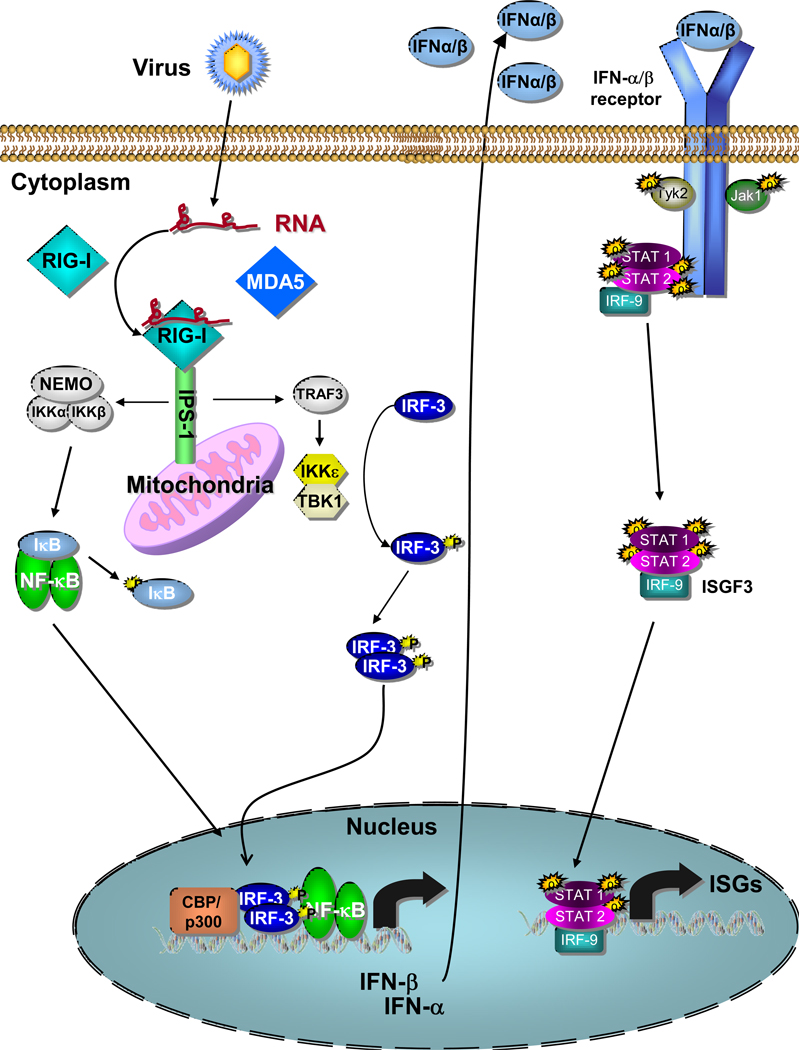 IFNα/β
IFNα/β
IFNα/β
IFNα/β
Virus
IFN-α/β
receptor
Cytoplasm
Tyk2
Jak1
P
P
RNA
RIG-I
MDA5
STAT 1
STAT 2
IRF-9
P
P
P
P
RIG-I
IPS-1
NEMO
IKKα
IKKβ
TRAF3
IRF-3
Mitochondria
IKKε
TBK1
IκB
NF-κB
P
IκB
IRF-3
P
STAT 1
STAT 2
IRF-9
P
P
P
P
ISGF3
IRF-3
P
IRF-3
P
Nucleus
CBP/
p300
IRF-3
P
IRF-3
P
NF-κB
IFN-β
IFN-α
STAT 1
STAT 2
IRF-9
P
P
P
P
ISGs